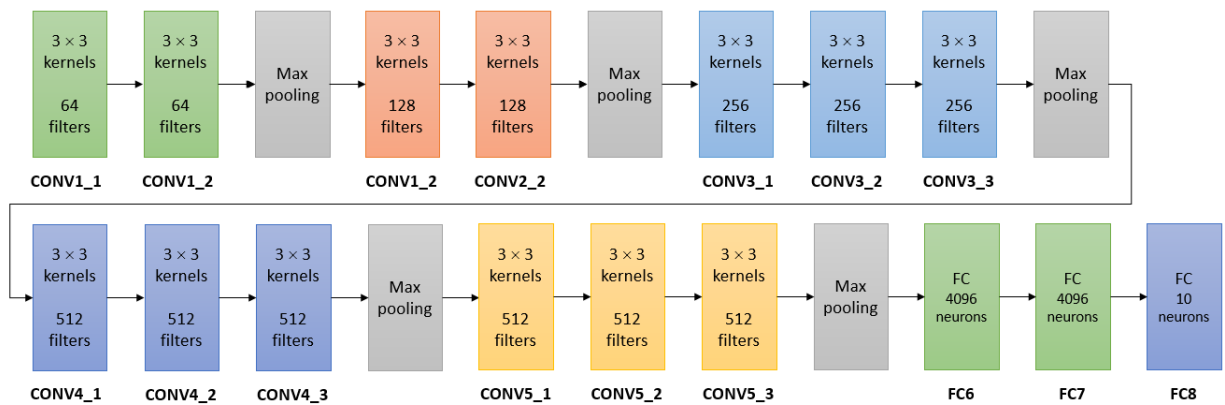 3 × 3
kernels
64
filters
3 × 3
kernels
64
filters
Max
pooling
3 × 3
kernels
128
filters
3 × 3
kernels
128
filters
Max
pooling
3 × 3
kernels
256
filters
3 × 3
kernels
256
filters
3 × 3
kernels
256
filters
Max
pooling
CONV1_1
CONV1_2
CONV1_2
CONV2_2
CONV3_1
CONV3_2
CONV3_3
3 × 3
kernels
512
filters
3 × 3
kernels
512
filters
3 × 3
kernels
512
filters
Max
pooling
3 × 3
kernels
512
filters
3 × 3
kernels
512
filters
3 × 3
kernels
512
filters
Max
pooling
FC
4096
neurons
FC
4096
neurons
FC
10
neurons
CONV4_1
CONV4_2
CONV4_3
CONV5_1
CONV5_2
CONV5_3
FC6
FC7
FC8